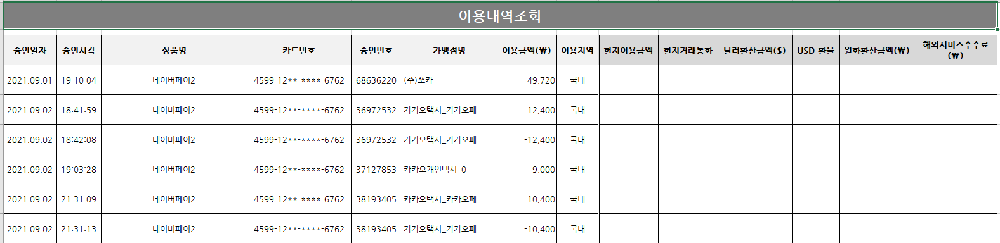 이용내역조회
승인일자 승인시각 상품명 카드번호 승인번호 가맹점명 이용금액(₩) 이용지역 현지이용금액 현지거래통화 달러환산금액($) USD 환율 원화환산금액(₩) 해외서비스수수료
(₩)
2021.09.01 19:10:04 네이버페이2 4599-12**-****-6762 68636220 (주)쏘카 49,720 국내
2021.09.02 18:41:59 네이버페이2 4599-12**-****-6762 36972532 카카오택시_카카오페 12,400 국내
2021.09.02 18:42:08 네이버페이2 4599-12**-****-6762 36972532 카카오택시_카카오페 -12,400 국내
2021.09.02 19:03:28 네이버페이2 4599-12**-****-6762 37127853 카카오개인택시_0 9,000 국내
2021.09.02 21:31:09 네이버페이2 4599-12**-****-6762 38193405 카카오택시_카카오페 10,400 국내
2021.09.02 21:31:13 네이버페이2 4599-12**-****-6762 38193405 카카오택시_카카오페 -10,400 국내